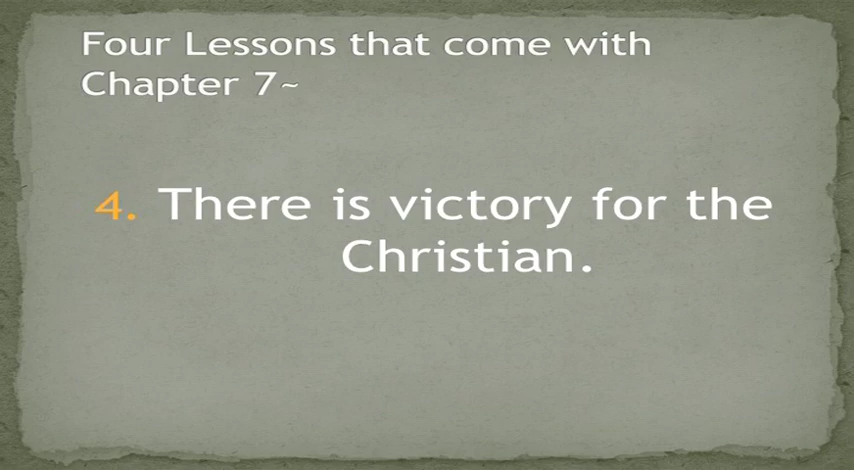 Four Lessons that come with
Chapter 7~
4. There is victory for the
Christian.